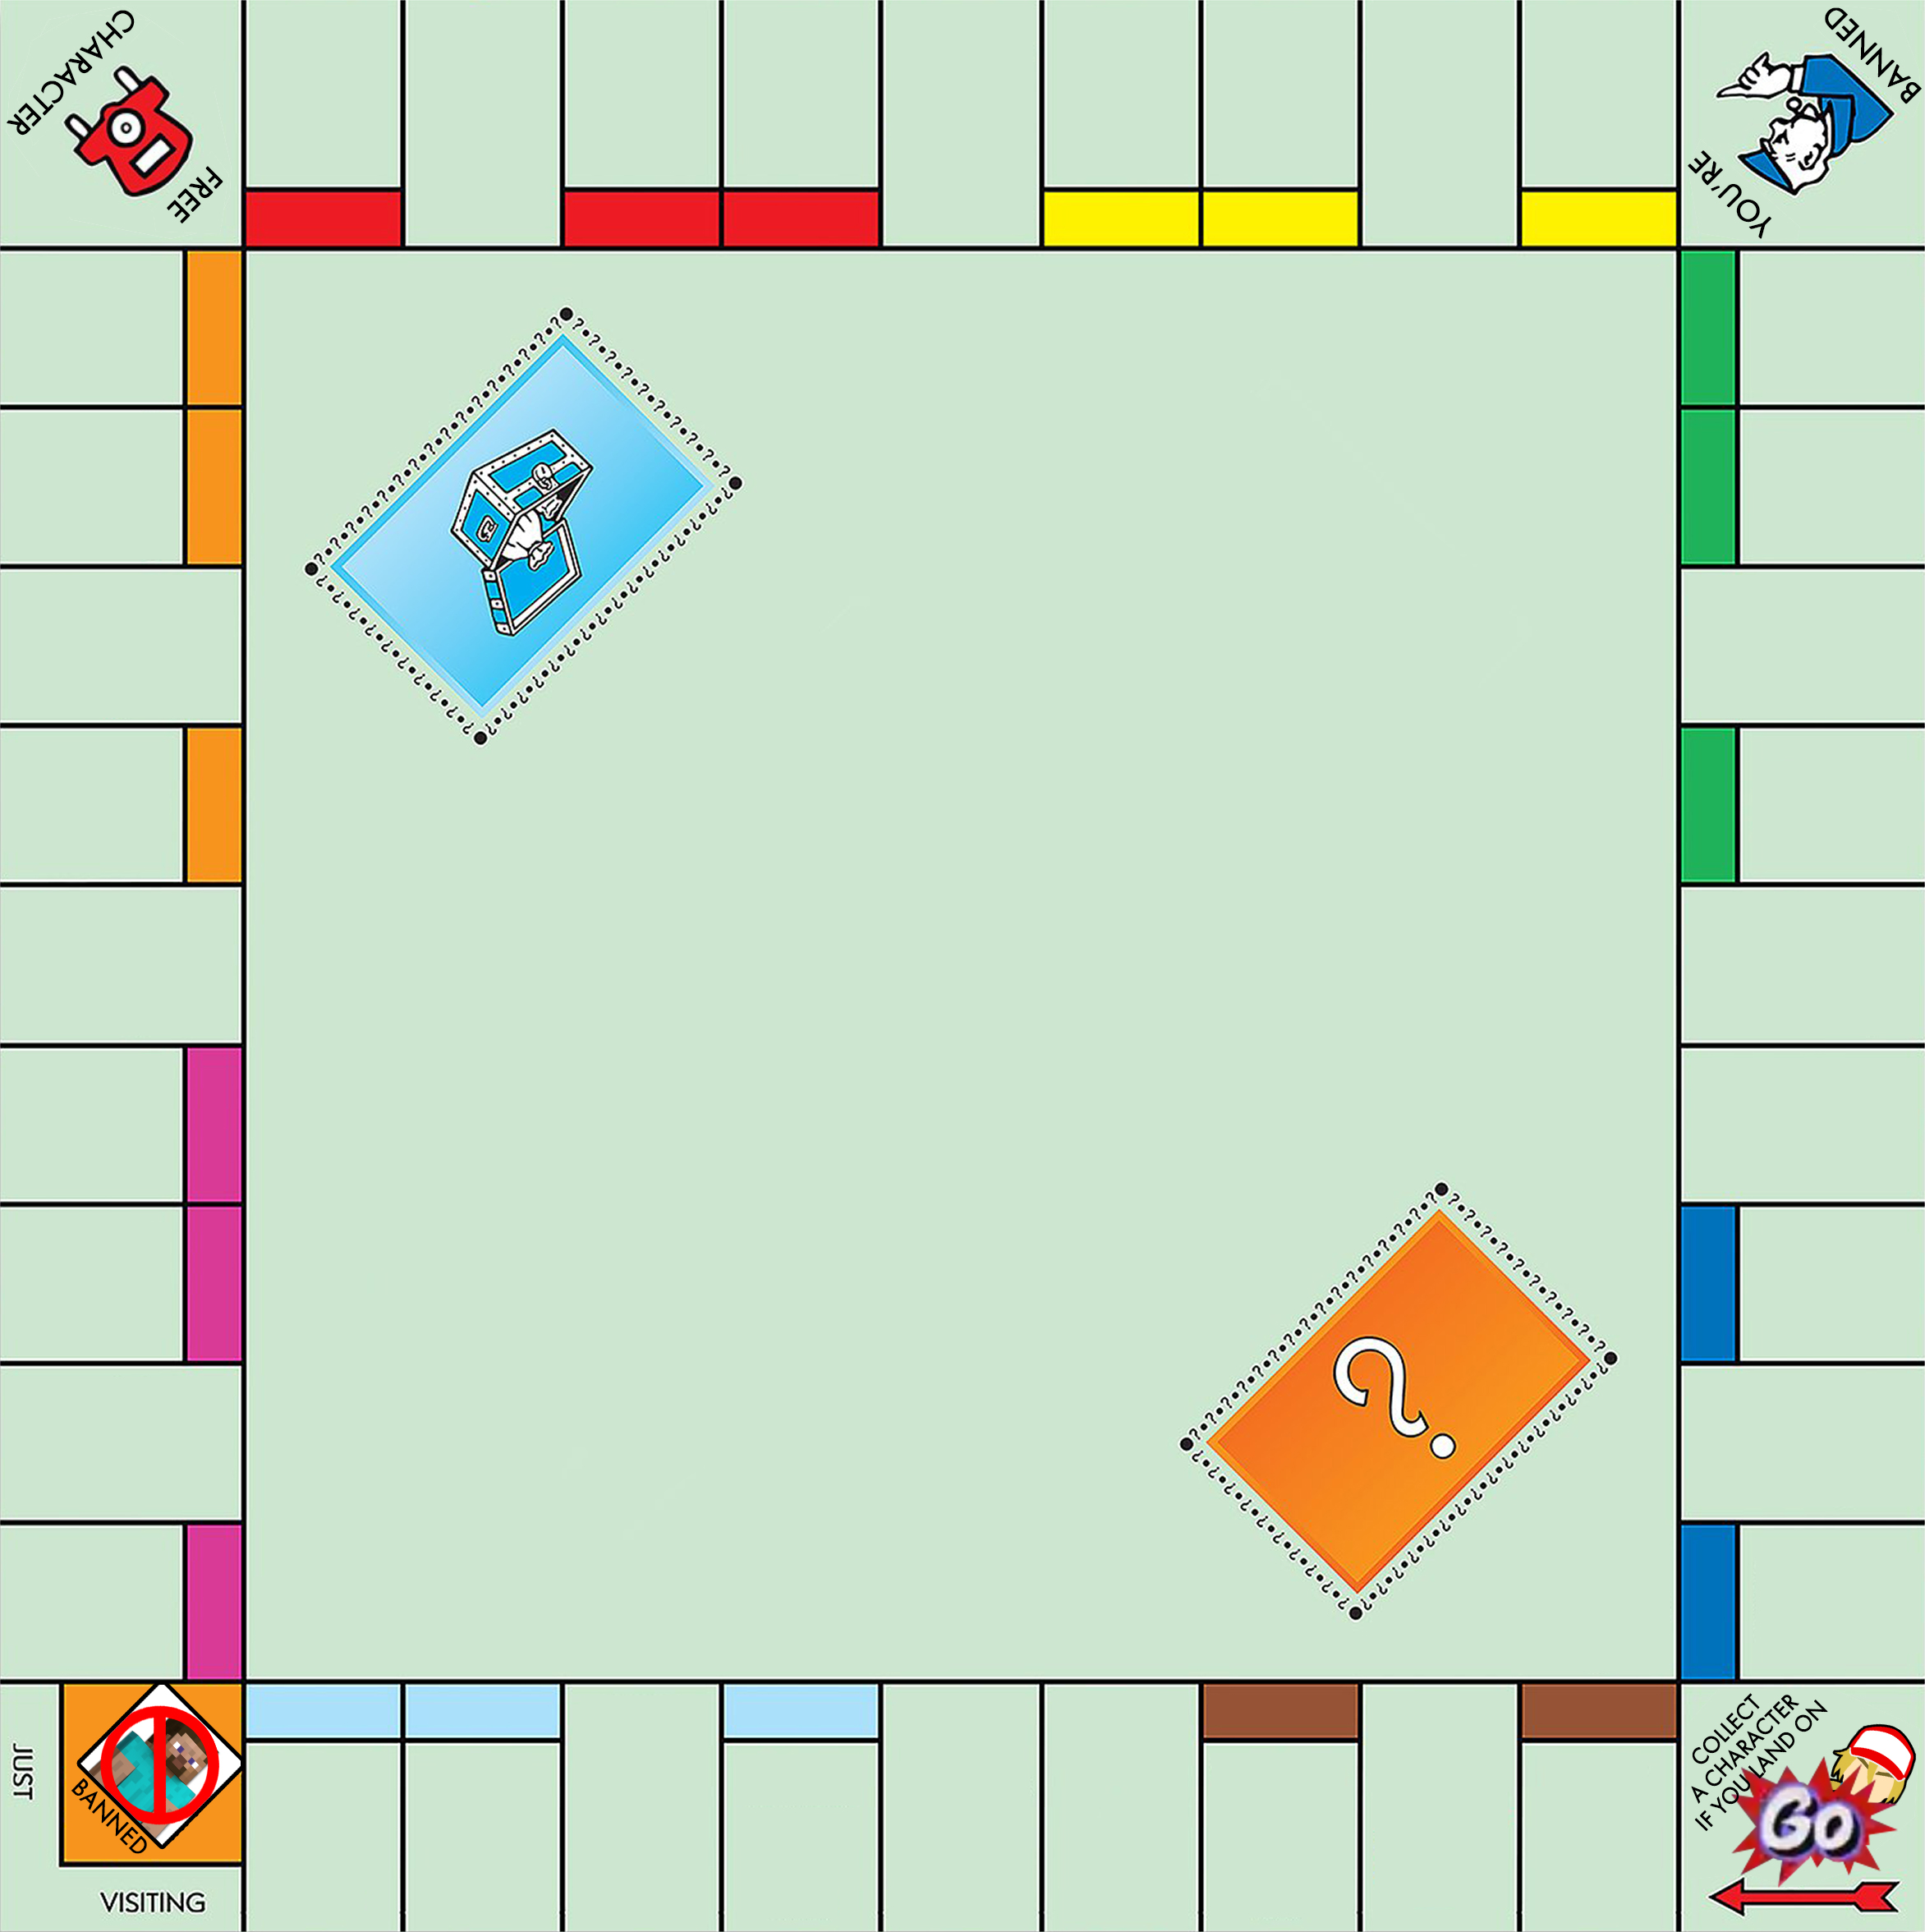 FREE
CHARACTER
YOU'RE
BANNED
?
JUST
BANNED
VISITING
COLLECT
A CHARACTER
IF YOU LAND ON
GO